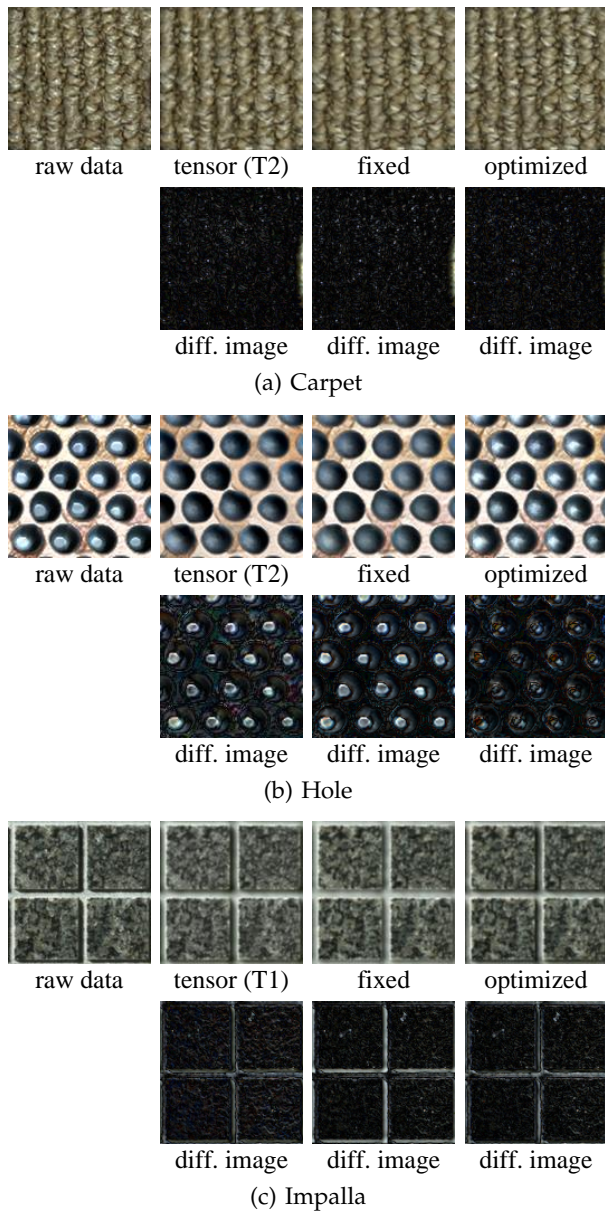 raw data tensor (T2) fixed optimized
diff. image diff. image diff. image
(a) Carpet
raw data tensor (T2) fixed optimized
diff. image diff. image diff. image
(b) Hole
raw data tensor (T1) fixed optimized
diff. image diff. image diff. image
(c) Impalla